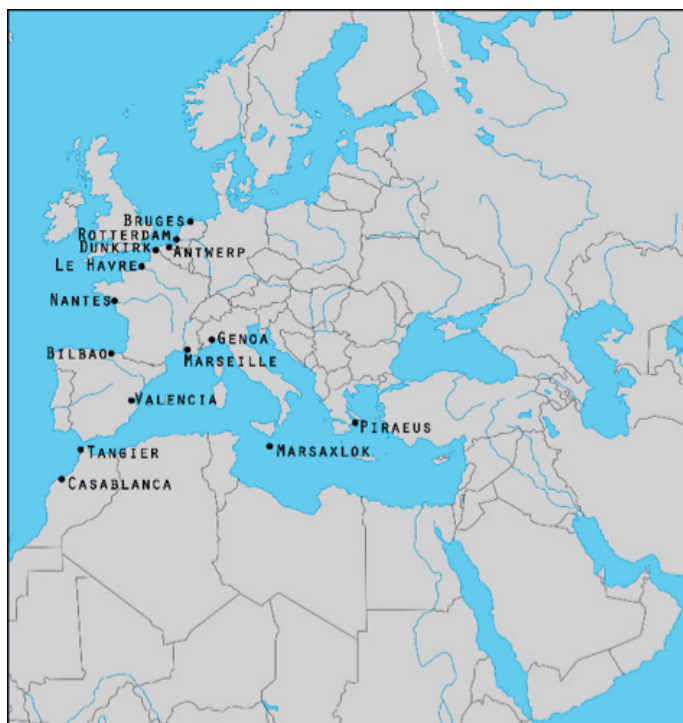 BRUGES
ROTTERDAM
DUNKIRK
ANTWERP
LE HAVRE
NANTES
GENOA
BILBAO
MARSEILLE
VALENCIA
PIRAEUS
TANGIER
MARSAXLOK
CASABLANCA